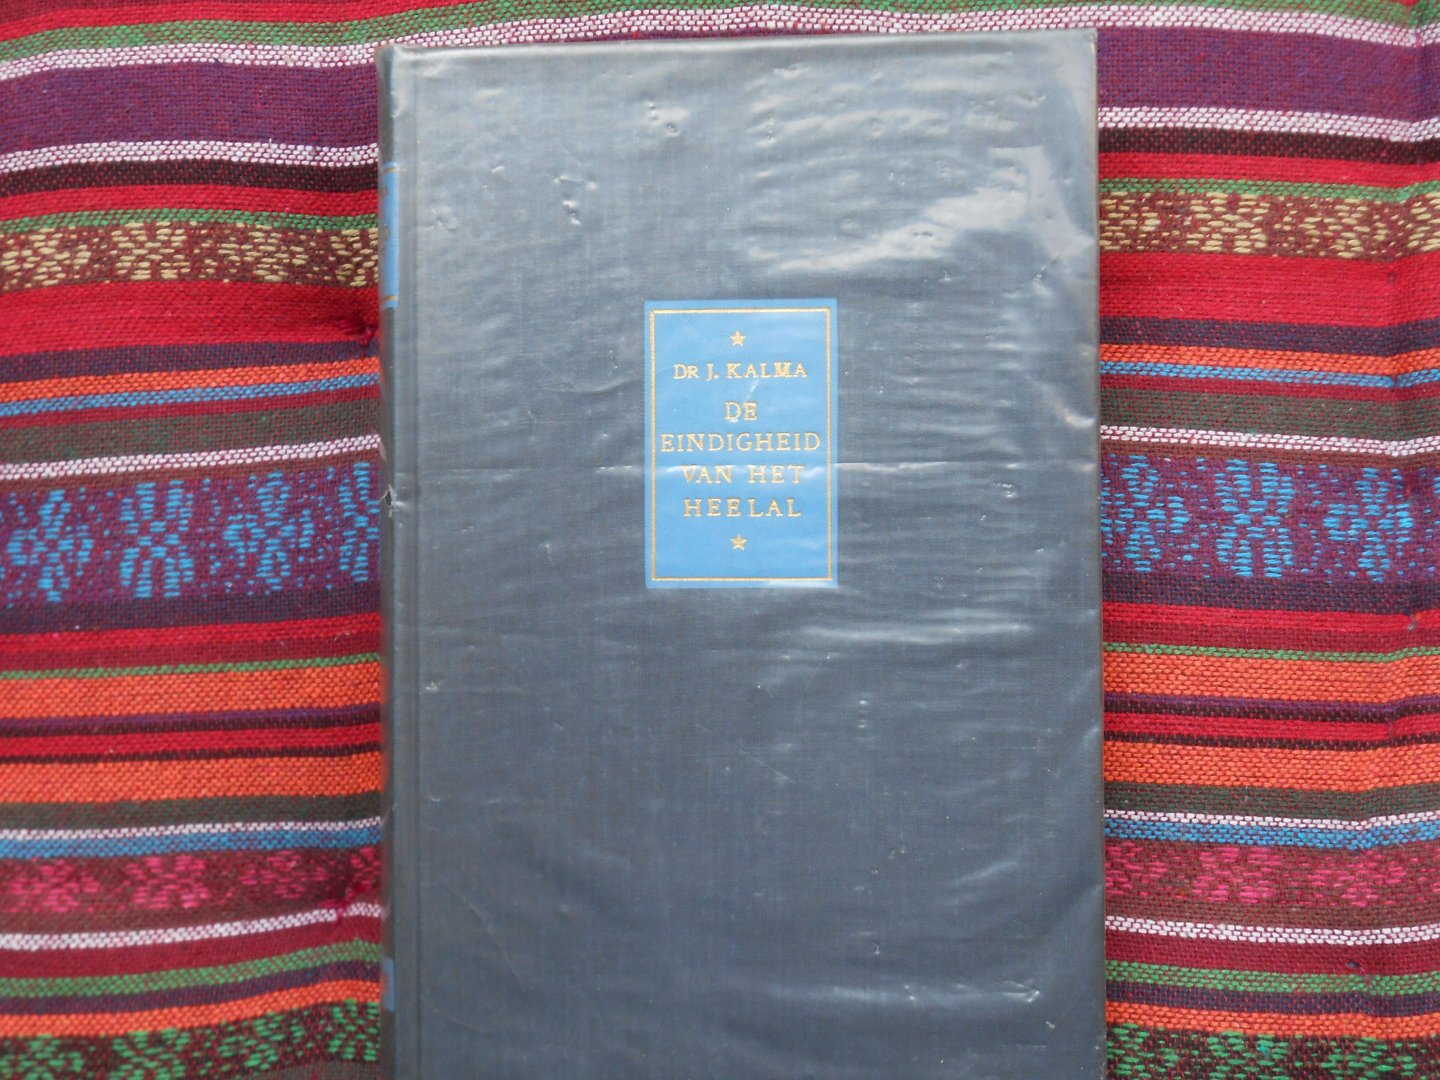 DR J. KALMA
DE
EINDIGHEID
VAN HET
HEELAL